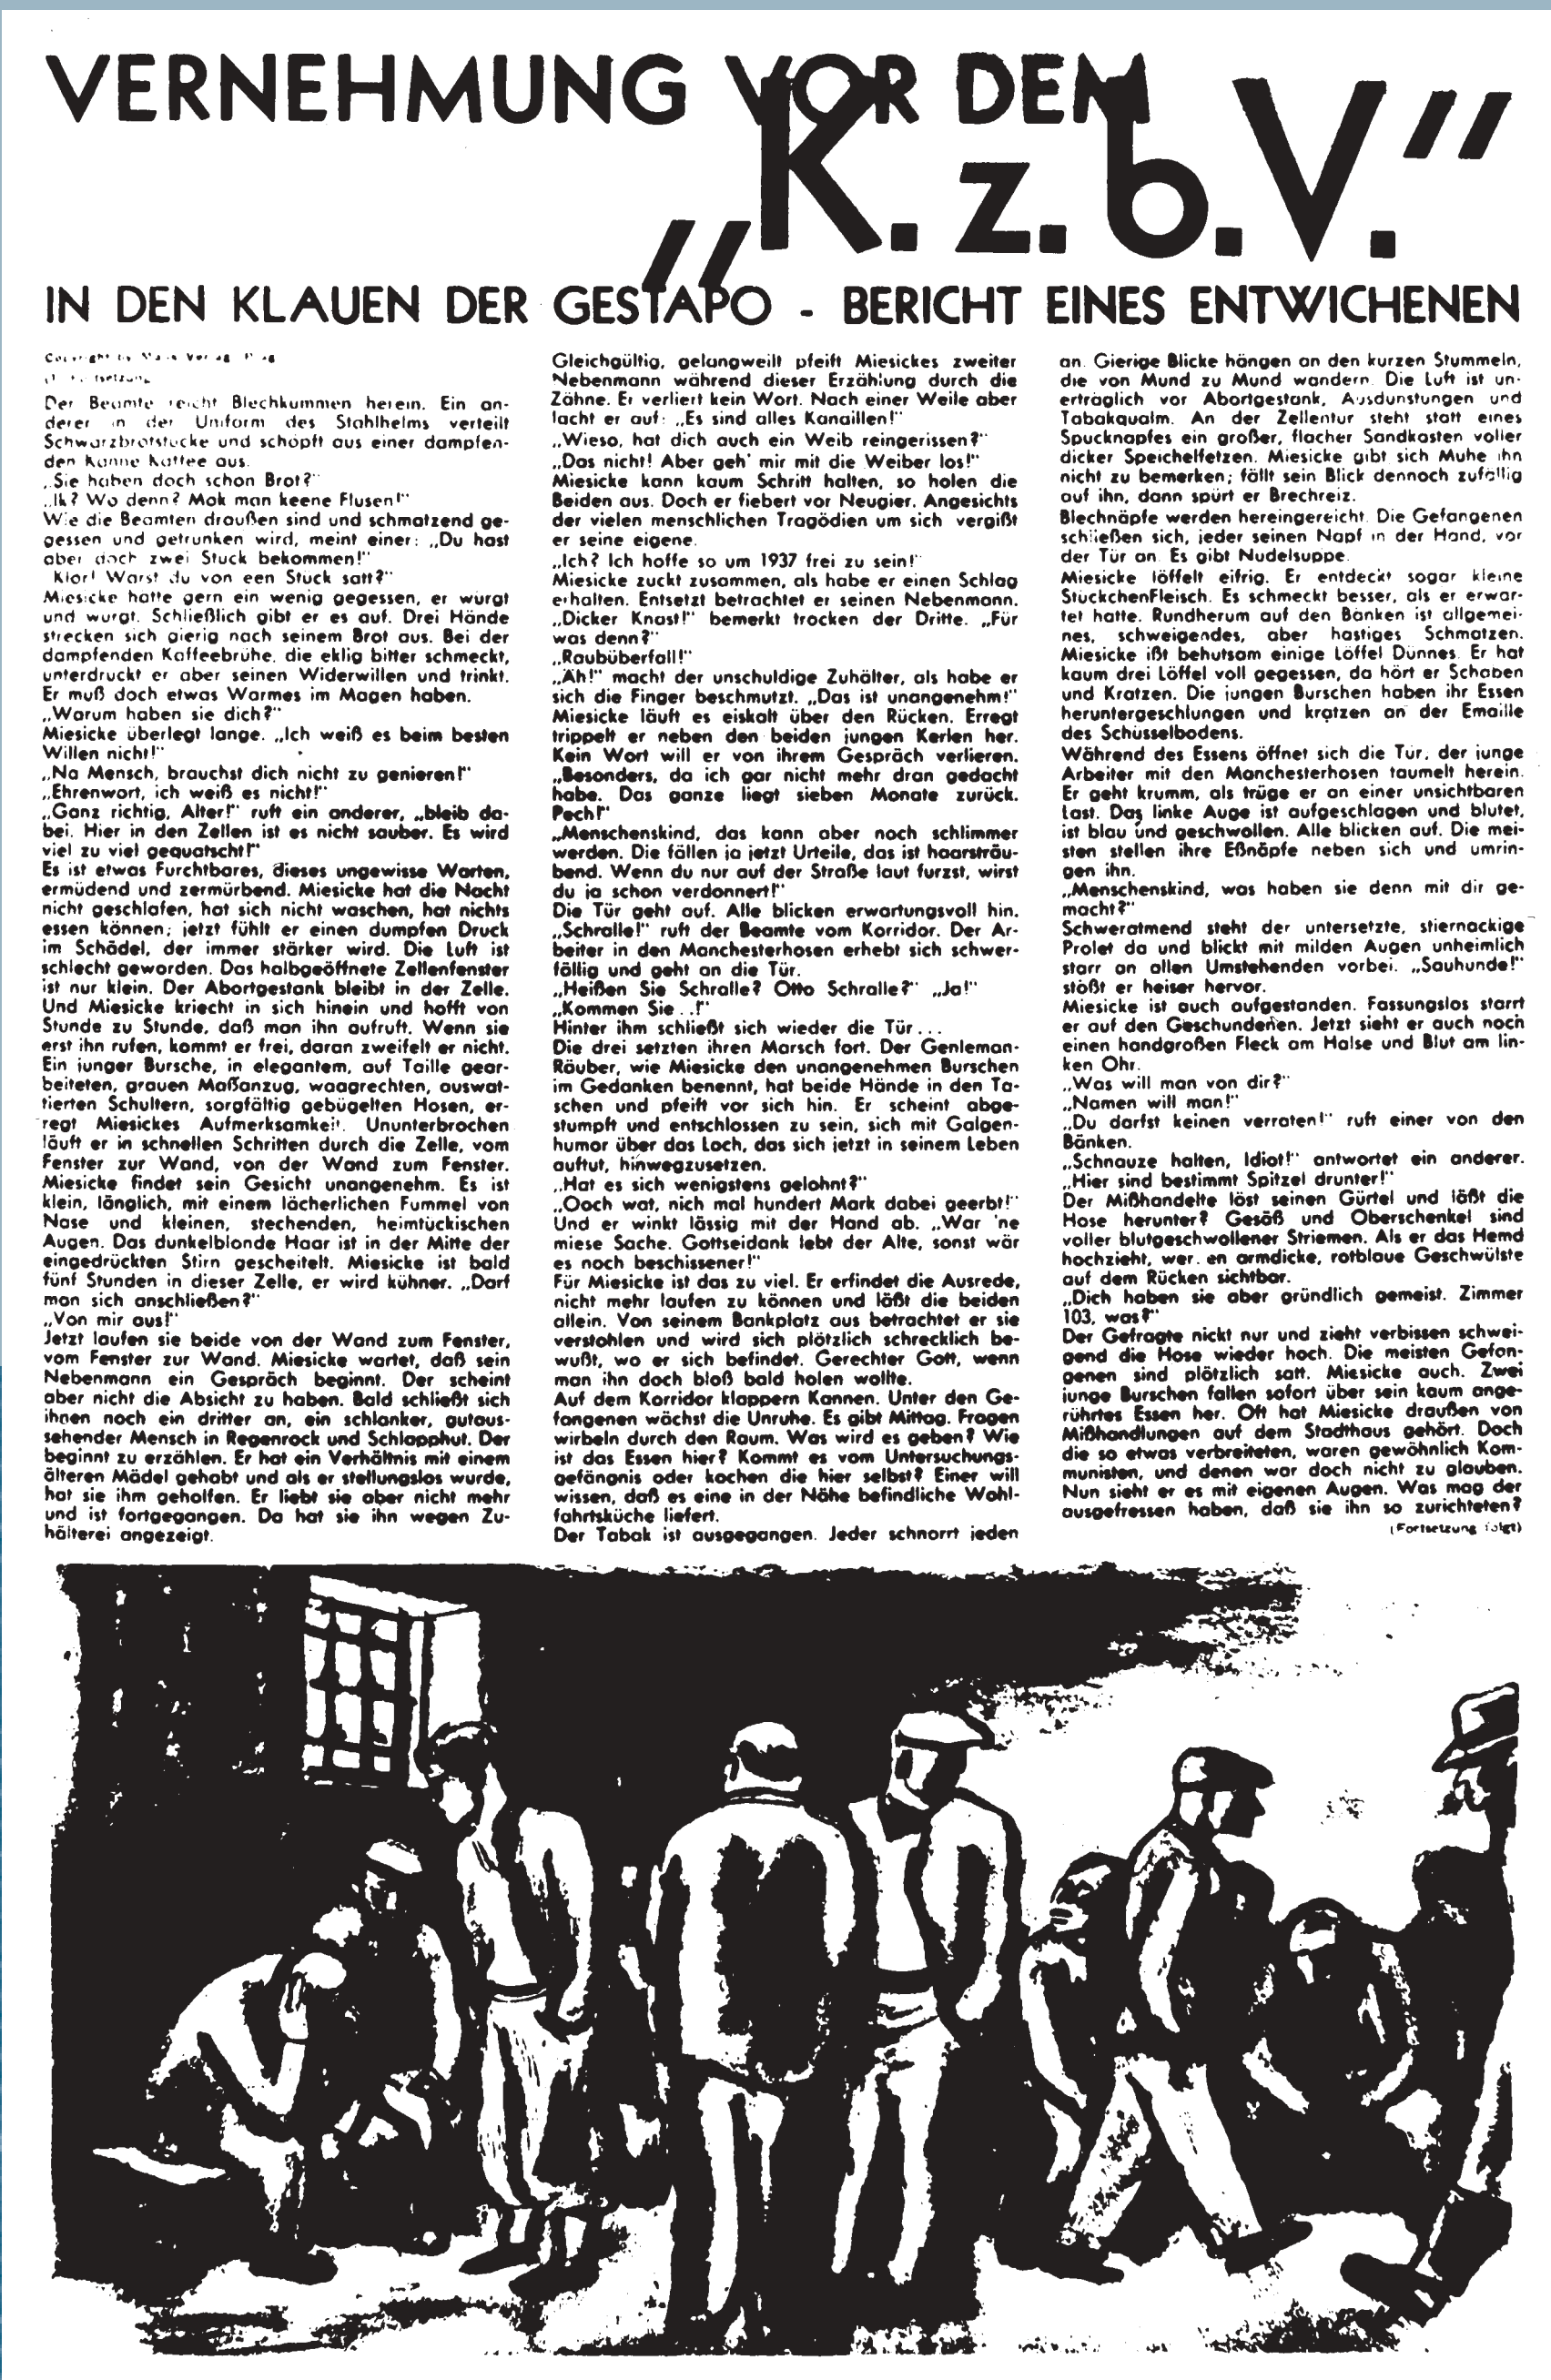 VERNEHMUNG VOR DEM
„K. z. b. V."
IN DEN KLAUEN DER GESTAPO - BERICHT EINES ENTWICHENEN
Copyright by
Der Beamte reicht Blechkummen herein. Ein an-
derer in der Uniform des Stahlhelms verteilt
Schwarzbrotstücke und schöpft aus einer dampfen-
den Kanne Kaffee aus.
„Sie haben doch schon Brot?"
„Ik? Wo denn? Mak man keene Flusen!"
Wie die Beamten draußen sind und schmatzend ge-
gessen und getrunken wird, meint einer: „Du hast
aber doch zwei Stuck bekommen!"
Klar! Warst du von een Stück satt?"
Miesicke hatte gern ein wenig gegessen, er wurgt
und wurgt. Schließlich gibt er es auf. Drei Hände
strecken sich gierig nach seinem Brot aus. Bei der
dampfenden Kaffeebrühe, die eklig bitter schmeckt,
unterdruckt er aber seinen Widerwillen und trinkt.
Er muß doch etwas Warmes im Magen haben.
„Warum haben sie dich?"
Miesicke überlegt lange. „Ich weiß es beim besten
Willen nicht!"
„Na Mensch, brauchst dich nicht zu genieren!"
„Ehrenwort, ich weiß es nicht!"
„Ganz richtig, Alter!" ruft ein anderer, „bleib da-
bei. Hier in den Zellen ist es nicht sauber. Es wird
viel zu viel gequatscht!"
Es ist etwas Furchtbares, dieses ungewisse Warten,
ermüdend und zermürbend. Miesicke hat die Nacht
nicht geschlafen, hat sich nicht waschen, hat nichts
essen können; jetzt fühlt er einen dumpfen Druck
im Schädel, der immer stärker wird. Die Luft ist
schlecht geworden. Das halbgeöffnete Zellenfenster
ist nur klein. Der Abortgestank bleibt in der Zelle.
Und Miesicke kriecht in sich hinein und hofft von
Stunde zu Stunde, daß man ihn aufruft. Wenn sie
erst ihn rufen, kommt er frei, daran zweifelt er nicht.
Ein junger Bursche, in elegantem, auf Taille gear-
beiteten, grauen Maßanzug, waagrechten, auswat-
tierten Schultern, sorgfältig gebügelten Hosen, er-
regt Miesickes Aufmerksamkeit. Ununterbrochen
läuft er in schnellen Schritten durch die Zelle, vom
Fenster zur Wand, von der Wand zum Fenster.
Miesicke findet sein Gesicht unangenehm. Es ist
klein, länglich, mit einem lächerlichen Fummel von
Nase und kleinen, stechenden, heimtückischen
Augen. Das dunkelblonde Haar ist in der Mitte der
eingedrückten Stirn gescheitelt. Miesicke ist bald
fünf Stunden in dieser Zelle, er wird kühner. „Darf
man sich anschließen?"
„Von mir aus!"
Jetzt laufen sie beide von der Wand zum Fenster,
vom Fenster zur Wand. Miesicke wartet, daß sein
Nebenmann ein Gespräch beginnt. Der scheint
aber nicht die Absicht zu haben. Bald schließt sich
ihnen noch ein dritter an, ein schlanker, gutaus-
sehender Mensch in Regenrock und Schlapphut. Der
beginnt zu erzählen. Er hat ein Verhältnis mit einem
älteren Mädel gehabt und als er stellungslos wurde,
hat sie ihm geholfen. Er liebt sie aber nicht mehr
und ist fortgegangen. Da hat sie ihn wegen Zu-
hälterei angezeigt.
Gleichgültig, gelangweilt pfeift Miesickes zweiter
Nebenmann während dieser Erzählung durch die
Zähne. Er verliert kein Wort. Nach einer Weile aber
lacht er auf: „Es sind alles Kanaillen!"
„Wieso, hat dich auch ein Weib reingerissen?"
„Das nicht! Aber geh' mir mit die Weiber los!"
Miesicke kann kaum Schritt halten, so holen die
Beiden aus. Doch er fiebert vor Neugier. Angesichts
der vielen menschlichen Tragödien um sich vergißt
er seine eigene.
„Ich? Ich hoffe so um 1937 frei zu sein!"
Miesicke zuckt zusammen, als habe er einen Schlag
erhalten. Entsetzt betrachtet er seinen Nebenmann.
„Dicker Knast!" bemerkt trocken der Dritte. „Für
was denn?"
„Raubüberfall!"
„Äh!" macht der unschuldige Zuhälter, als habe er
sich die Finger beschmutzt. „Das ist unangenehm!"
Miesicke läuft es eiskalt über den Rücken. Erregt
trippelt er neben den beiden jungen Kerlen her.
Kein Wort will er von ihrem Gespräch verlieren.
„Besonders, da ich gar nicht mehr dran gedacht
habe. Das ganze liegt sieben Monate zurück.
Pech!"
„Menschenskind, das kann aber noch schlimmer
werden. Die fällen ja jetzt Urteile, das ist haarsträu-
bend. Wenn du nur auf der Straße laut furzst, wirst
du ja schon verdonnert!"
Die Tür geht auf. Alle blicken erwartungsvoll hin.
„Schralle!" ruft der Beamte vom Korridor. Der Ar-
beiter in den Manchesterhosen erhebt sich schwer-
fällig und geht an die Tür.
„Heißen Sie Schralle? Otto Schralle?" „Ja!"
„Kommen Sie . .!"
Hinter ihm schließt sich wieder die Tür . . .
Die drei setzten ihren Marsch fort. Der Genleman-
Räuber, wie Miesicke den unangenehmen Burschen
im Gedanken benennt, hat beide Hände in den Ta-
schen und pfeift vor sich hin. Er scheint abge-
stumpft und entschlossen zu sein, sich mit Galgen-
humor über das Loch, das sich jetzt in seinem Leben
auftut, hinwegzusetzen.
„Hat es sich wenigstens gelohnt?"
„Ooch wat, nich mal hundert Mark dabei geerbt!"
Und er winkt lässig mit der Hand ab. „War 'ne
miese Sache. Gottseidank lebt der Alte, sonst wär
es noch beschissener!"
Für Miesicke ist das zu viel. Er erfindet die Ausrede,
nicht mehr laufen zu können und läßt die beiden
allein. Von seinem Bankplatz aus betrachtet er sie
verstohlen und wird sich plötzlich schrecklich be-
wußt, wo er sich befindet. Gerechter Gott, wenn
man ihn doch bloß bald holen wollte.
Auf dem Korridor klappern Kannen. Unter den Ge-
fangenen wächst die Unruhe. Es gibt Mittag. Fragen
wirbeln durch den Raum. Was wird es geben? Wie
ist das Essen hier? Kommt es vom Untersuchungs-
gefängnis oder kochen die hier selbst? Einer will
wissen, daß es eine in der Nähe befindliche Wohl-
fahrtsküche liefert.
Der Tabak ist ausgegangen. Jeder schnorrt jeden
an. Gierige Blicke hängen an den kurzen Stummeln,
die von Mund zu Mund wandern. Die Luft ist un-
erträglich vor Abortgestank, Ausdunstungen und
Tabakqualm. An der Zellentur steht statt eines
Spucknapfes ein großer, flacher Sandkasten voller
dicker Speichelfetzen. Miesicke gibt sich Muhe ihn
nicht zu bemerken; fällt sein Blick dennoch zufällig
auf ihn, dann spürt er Brechreiz.
Blechnäpfe werden hereingereicht. Die Gefangenen
schließen sich, jeder seinen Napf in der Hand, vor
der Tür an. Es gibt Nudelsuppe.
Miesicke löffelt eifrig. Er entdeckt sogar kleine
StückchenFleisch. Es schmeckt besser, als er erwar-
tet hatte. Rundherum auf den Bänken ist allgemei-
nes, schweigendes, aber hastiges Schmatzen.
Miesicke ißt behutsam einige Löffel Dünnes. Er hat
kaum drei Löffel voll gegessen, da hört er Schaben
und Kratzen. Die jungen Burschen haben ihr Essen
heruntergeschlungen und kratzen an der Emaille
des Schüsselbodens.
Während des Essens öffnet sich die Tür, der junge
Arbeiter mit den Manchesterhosen taumelt herein.
Er geht krumm, als trüge er an einer unsichtbaren
Last. Das linke Auge ist aufgeschlagen und blutet,
ist blau und geschwollen. Alle blicken auf. Die mei-
sten stellen ihre Eßnäpfe neben sich und umrin-
gen ihn.
„Menschenskind, was haben sie denn mit dir ge-
macht?"
Schweratmend steht der untersetzte, stiernackige
Prolet da und blickt mit milden Augen unheimlich
starr an allen Umstehenden vorbei. „Sauhunde!"
stößt er heiser hervor.
Miesicke ist auch aufgestanden. Fassungslos starrt
er auf den Geschundenen. Jetzt sieht er auch noch
einen handgroßen Fleck am Halse und Blut am lin-
ken Ohr.
„Was will man von dir?"
„Namen will man!"
„Du darfst keinen verraten!" ruft einer von den
Bänken.
„Schnauze halten, Idiot!" antwortet ein anderer.
„Hier sind bestimmt Spitzel drunter!"
Der Mißhandelte löst seinen Gürtel und läßt die
Hose herunter? Gesäß und Oberschenkel sind
voller blutgeschwollener Striemen. Als er das Hemd
hochzieht, wer en armdicke, rotblaue Geschwülste
auf dem Rücken sichtbar.
„Dich haben sie aber gründlich gemeist. Zimmer
103, was?"
Der Gefragte nickt nur und zieht verbissen schwei-
gend die Hose wieder hoch. Die meisten Gefan-
genen sind plötzlich satt. Miesicke auch. Zwei
junge Burschen fallen sofort über sein kaum ange-
rührtes Essen her. Oft hat Miesicke draußen von
Mißhandlungen auf dem Stadthaus gehört. Doch
die so etwas verbreiteten, waren gewöhnlich Kom-
munisten, und denen war doch nicht zu glauben.
Nun sieht er es mit eigenen Augen. Was mag der
ausgefressen haben, daß sie ihn so zurichteten?
(Fortsetzung folgt)